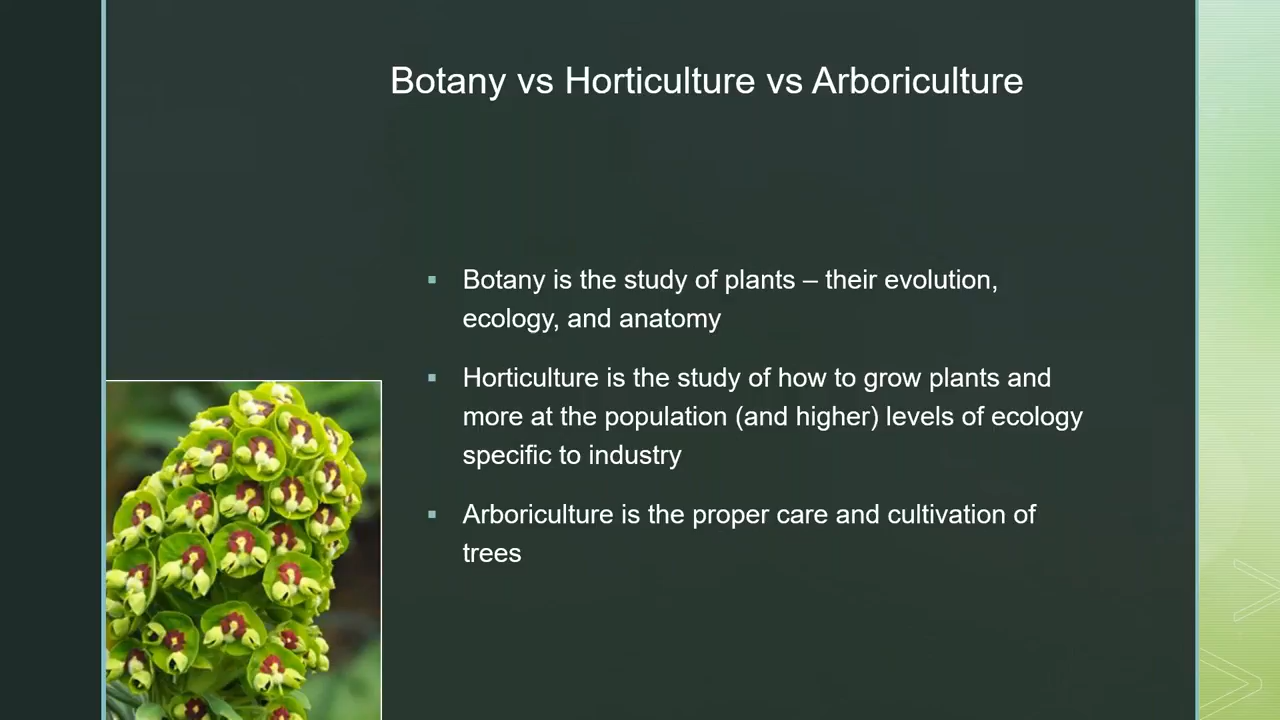 Botany vs Horticulture vs Arboriculture
Botany is the study of plants – their evolution,
ecology, and anatomy
Horticulture is the study of how to grow plants and
more at the population (and higher) levels of ecology
specific to industry
Arboriculture is the proper care and cultivation of
trees